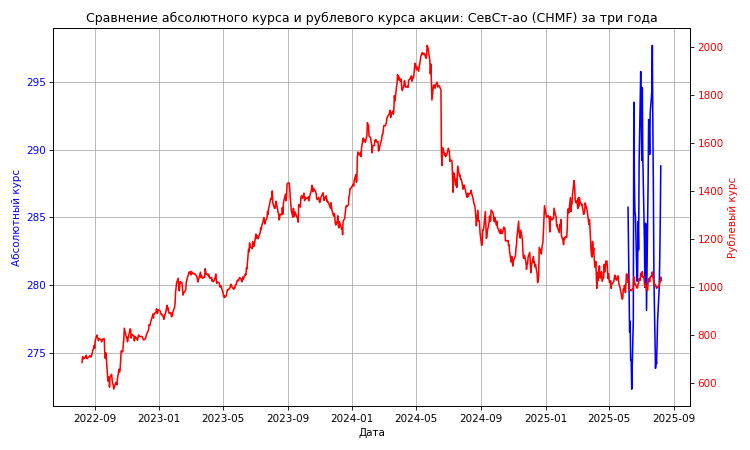 Сравнение абсолютного курса и рублевого курса акции: СевСт-ао (CHMF) за три года
295
290
285
280
275
Абсолютный курс
2000
1800
1600
1400
1200
1000
800
600
Рублевый курс
2022-09 2023-01 2023-05 2023-09 2024-01 2024-05 2024-09 2025-01 2025-05 2025-09
Дата